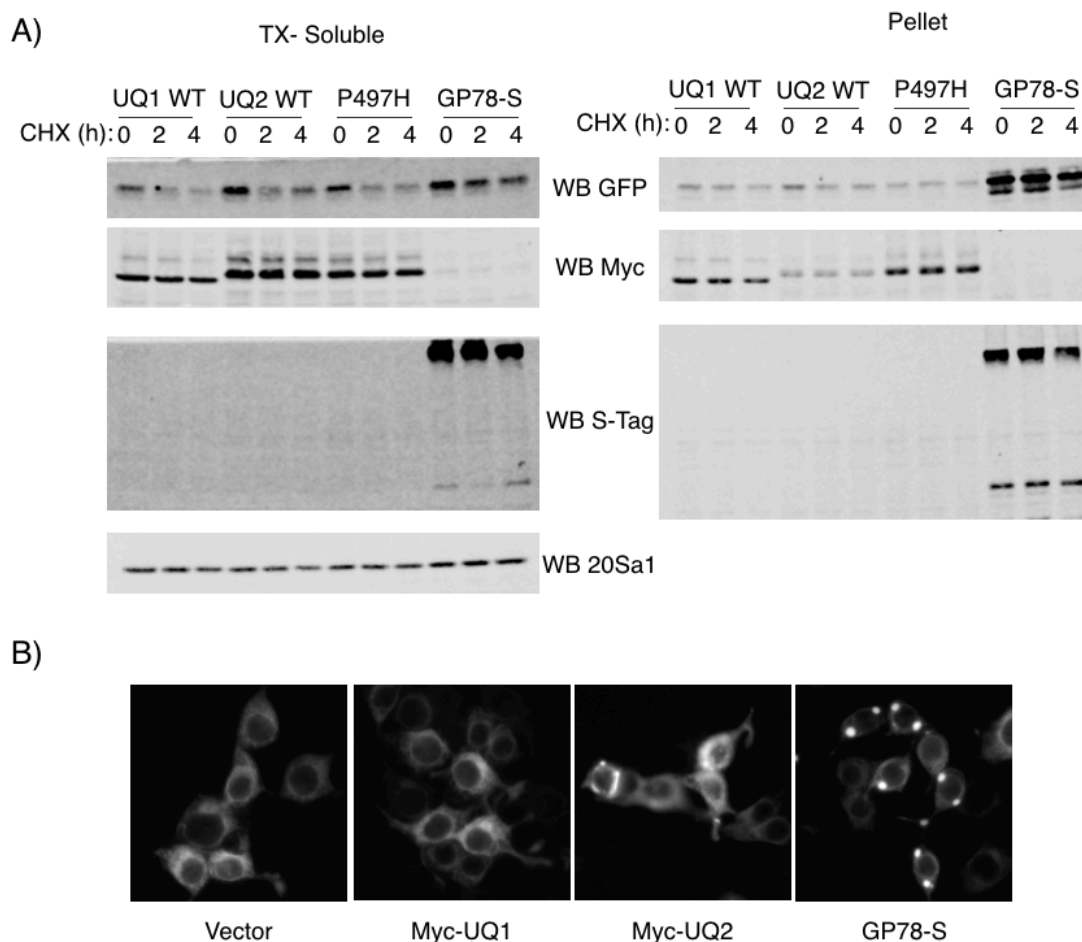 A)
TX- Soluble
Pellet
UQ1 WT UQ2 WT P497H GP78-S
UQ1 WT UQ2 WT P497H GP78-S
CHX (h): 0 2 4 0 2 4 0 2 4 0 2 4
CHX (h): 0 2 4 0 2 4 0 2 4 0 2 4
WB GFP
WB Myc
WB S-Tag
WB 20Sa1
B)
Vector Myc-UQ1 Myc-UQ2 GP78-S